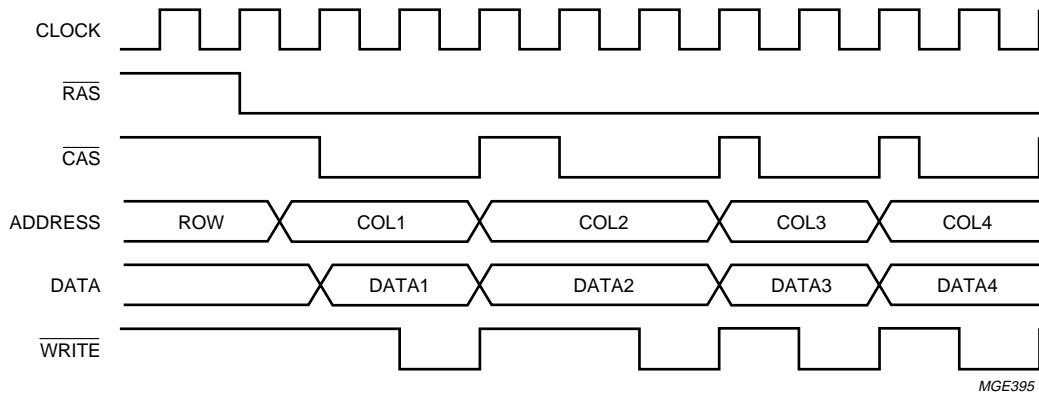 CLOCK
RAS
CAS
ADDRESS ROW COL1 COL2 COL3 COL4
DATA DATA1 DATA2 DATA3 DATA4
WRITE
MGE395